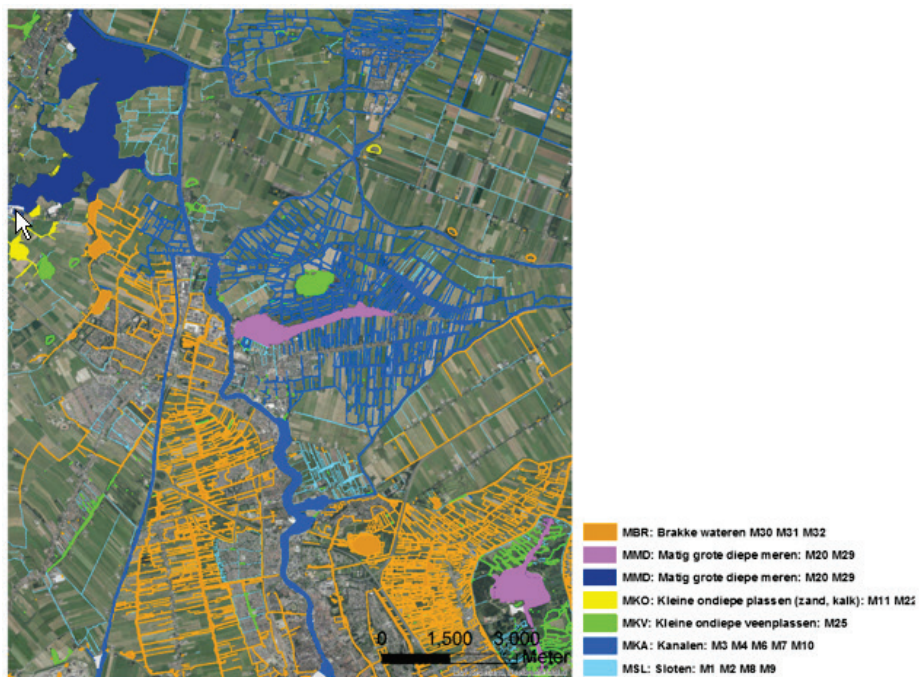 MBR: Brakke wateren M30 M31 M32
MMD: Matig grote diepe meren: M20 M29
MMD: Matig grote diepe meren: M20 M29
MKO: Kleine ondiepe plassen (zand, kalk): M11 M22
MKV: Kleine ondiepe veenplassen: M25
MKA: Kanalen: M3 M4 M6 M7 M10
MSL: Sloten: M1 M2 M8 M9
0 1,500 3,000
Meter